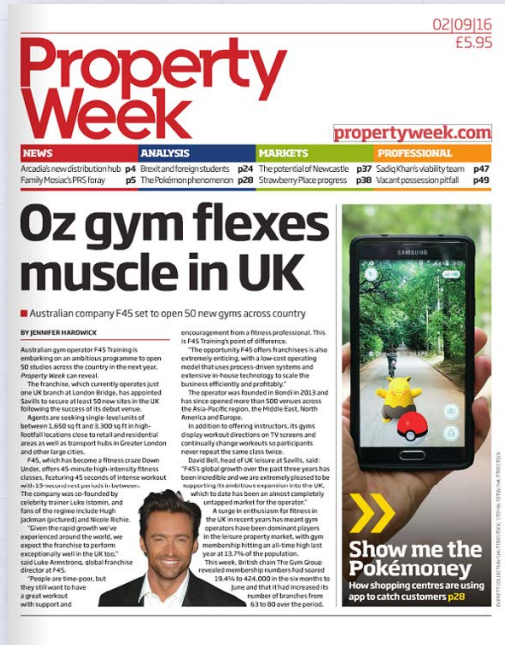 02|09|16
£5.95
Property
Week
propertyweek.com
NEWS
Arcadia's new distribution hub p4
Family Mosiac's PRS foray p5
ANALYSIS
Brexit and foreign students p24
The Pokémon phenomenon p28
MARKETS
The potential of Newcastle p37
Strawberry Place progress p38
PROFESSIONAL
Sadiq Khan's viability team p47
Vacant possession pitfall p49
Oz gym flexes
muscle in UK
Australian company F45 set to open 50 new gyms across country
BY JENNIFER HARDWICK
Australian gym operator F45 Training is
embarking on an ambitious programme to open
50 studios across the country in the next year,
Property Week can reveal.
The franchise, which currently operates just
one UK branch at London Bridge, has appointed
Savills to secure at least 50 new sites in the UK
following the success of its debut venue.
Agents are seeking single-level units of
between 1,650 sq ft and 3,300 sq ft in high-
footfall locations close to retail and residential
areas as well as transport hubs in Greater London
and other large cities.
F45, which has become a fitness craze Down
Under, offers 45-minute high-intensity fitness
classes, featuring 45 seconds of intense workout
with 15-second rest periods in between.
The company was co-founded by
celebrity trainer Luke Istomin, and
fans of the regime include Hugh
Jackman (pictured) and Nicole Richie.
"Given the rapid growth we've
experienced around the world, we
expect the franchise to perform
exceptionally well in the UK too,"
said Luke Armstrong, global franchise
director at F45.
"People are time-poor, but
they still want to have
a great workout
with support and
encouragement from a fitness professional. This
is F45 Training's point of difference.
"The opportunity F45 offers franchisees is also
extremely enticing, with a low-cost operating
model that uses process-driven systems and
extensive in-house technology to scale the
business efficiently and profitably."
The operator was founded in Bondi in 2013 and
has since opened more than 500 venues across
the Asia-Pacific region, the Middle East, North
America and Europe.
In addition to offering instructors, its gyms
display workout directions on TV screens and
continually change workouts so participants
never repeat the same class twice.
David Bell, head of UK leisure at Savills, said:
"F45's global growth over the past three years has
been incredible and we are extremely pleased to be
supporting its ambitious expansion into the UK,
which to date has been an almost completely
untapped market for the operator."
A surge in enthusiasm for fitness in
the UK in recent years has meant gym
operators have been dominant players
in the leisure property market, with gym
membership hitting an all-time high last
year at 13.7% of the population.
This week, British chain The Gym Group
revealed membership numbers had soared
19.4% to 424,000 in the six months to
June and that it had increased its
number of branches from
63 to 80 over the period.
SAMSUNG
Show me the
Pokémoney
How shopping centres are using
app to catch customers p28